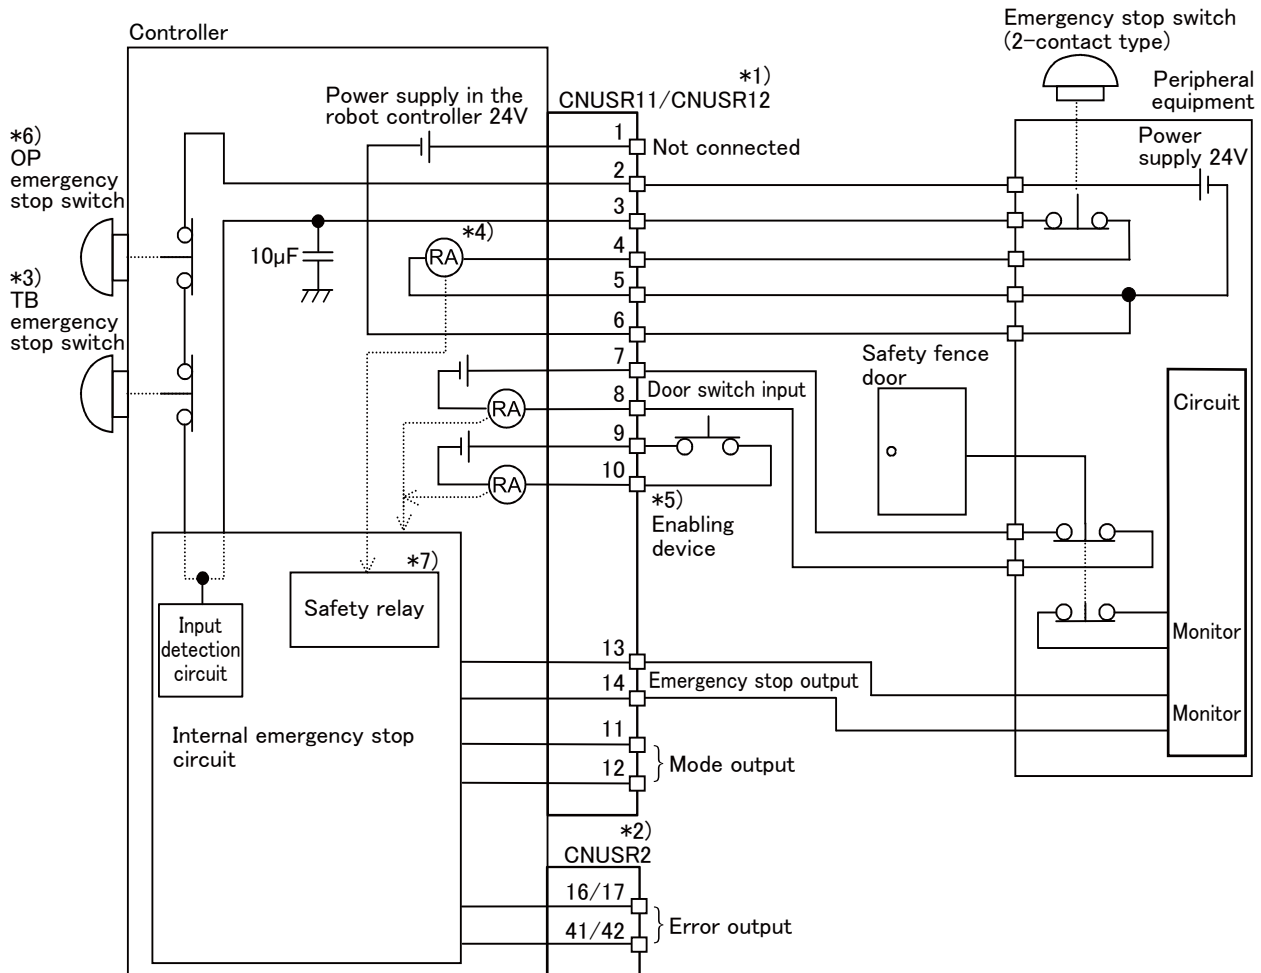 Controller
Emergency stop switch
(2-contact type)
Peripheral
equipment
*1)
CNUSR11/CNUSR12
Power supply in the
robot controller 24V
Power
supply 24V
*6)
OP
emergency
stop switch
*3)
TB
emergency
stop switch
10μF
*4)
RA
RA
RA
1
Not connected
2
3
4
5
6
7
8
Door switch input
9
10
*5)
Enabling
device
Safety fence
door
Circuit
Monitor
Monitor
*7)
Safety relay
Input
detection
circuit
Internal emergency stop
circuit
13
14
Emergency stop output
11
12
Mode output
*2)
CNUSR2
16/17
41/42
Error output